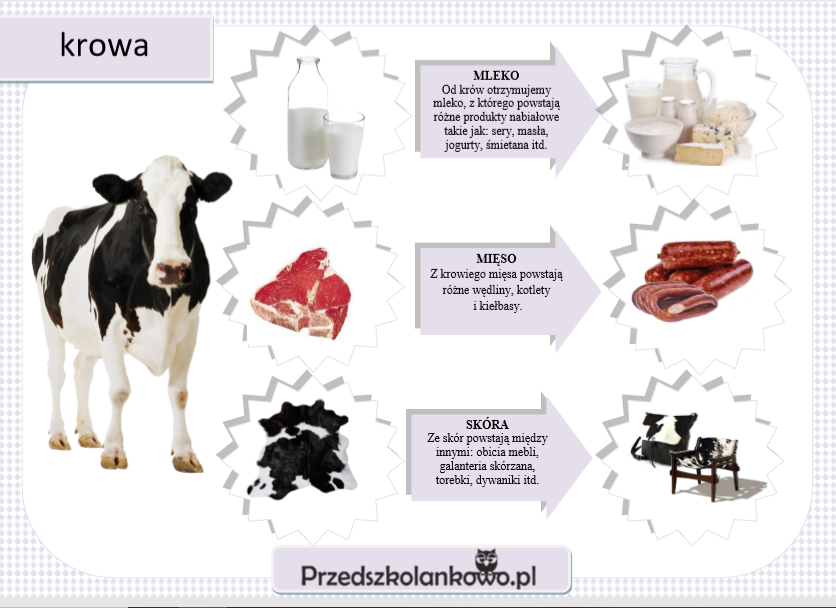 krowa
MLEKO
Od krów otrzymujemy
mleko, z którego powstają
różne produkty nabiałowe
takie jak: sery, masła,
jogurty, śmietana itd.
MIĘSO
Z krowiego mięsa powstają
różne wędliny, kotlety
i kiełbasy.
SKÓRA
Ze skór powstają między
innymi: obicia mebli,
galanteria skórzana,
torebki, dywaniki itd.
Przedszkolankowo.pl